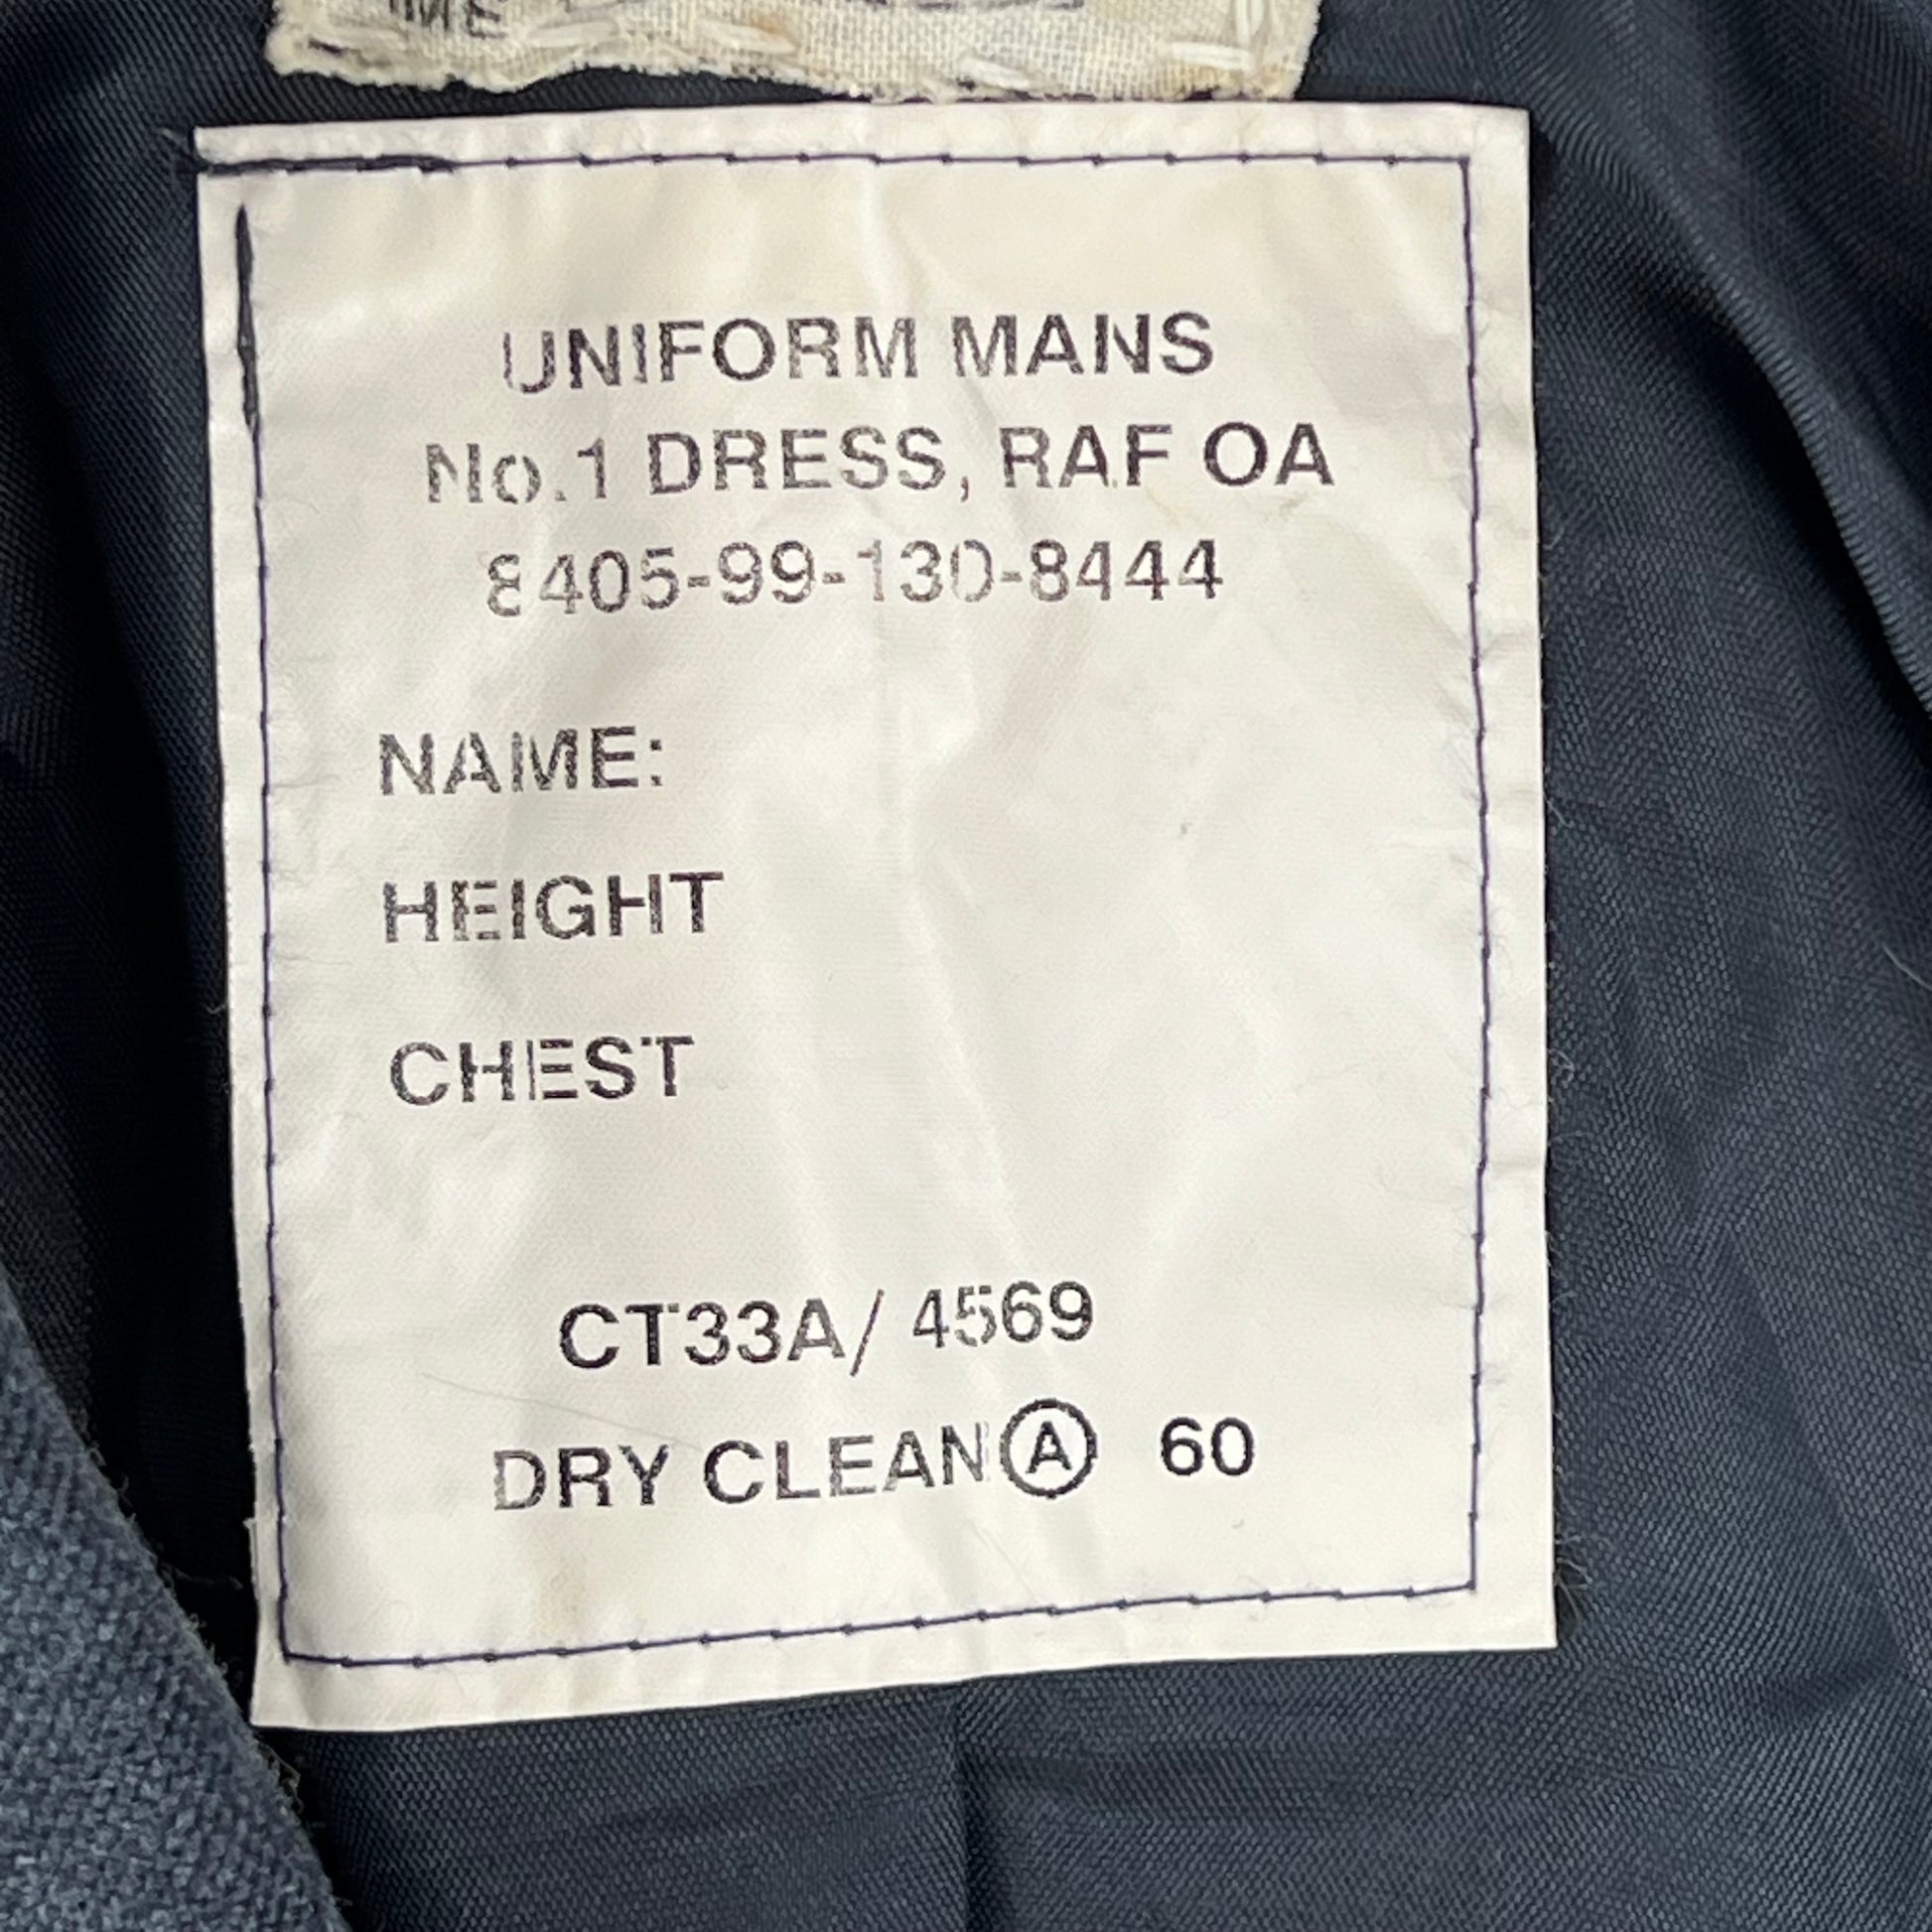 UNIFORM MANS
No.1 DRESS, RAF OA
8405-99-130-8444
NAME:
HEIGHT
CHEST
CT33A/ 4569
DRY CLEAN Ⓐ 60